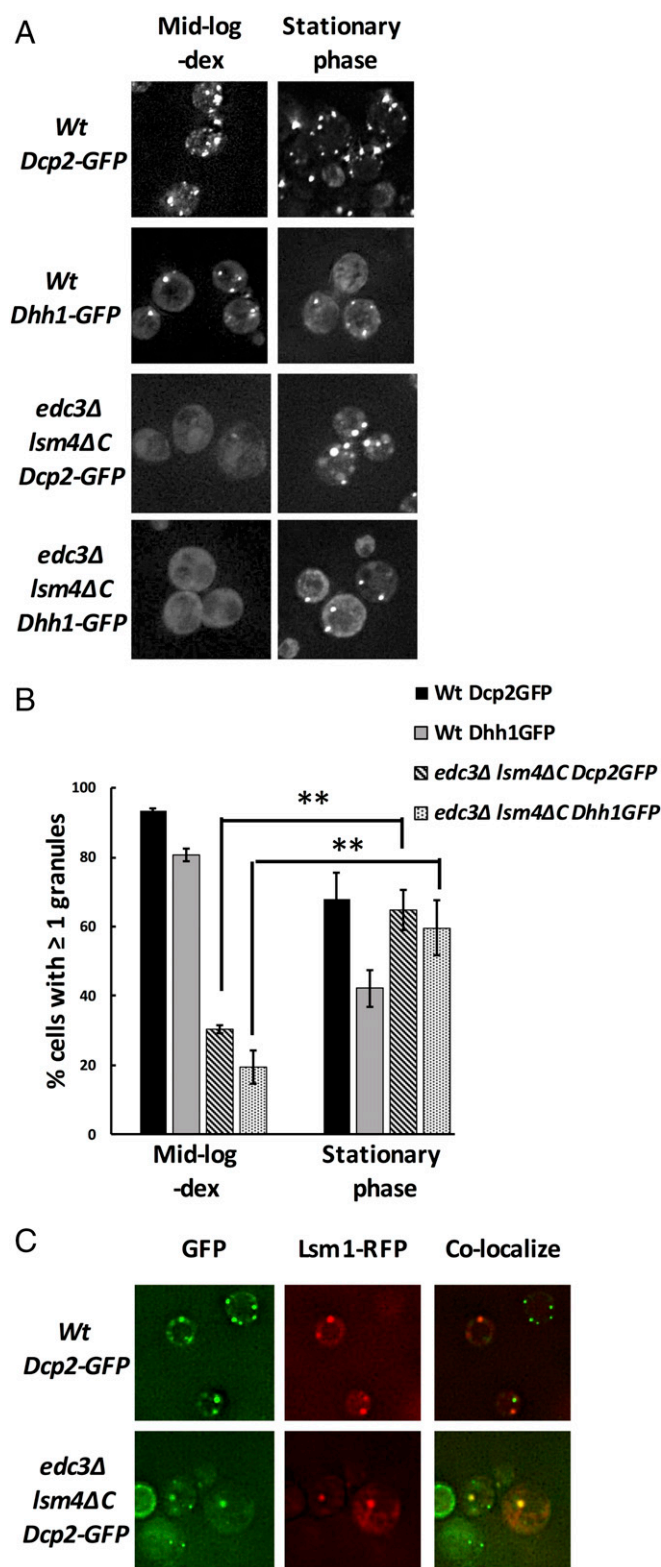 A
Mid-log
-dex
Stationary
phase
Wt
Dcp2-GFP
Wt
Dhh1-GFP
edc3Δ
lsm4ΔC
Dcp2-GFP
edc3Δ
lsm4ΔC
Dhh1-GFP
B
Wt Dcp2GFP
Wt Dhh1GFP
edc3Δ lsm4ΔC Dcp2GFP
edc3Δ lsm4ΔC Dhh1GFP
% cells with ≥ 1 granules
100
80
60
40
20
0
**
**
Mid-log
-dex
Stationary
phase
C
GFP
Lsm1-RFP
Co-localize
Wt
Dcp2-GFP
edc3Δ
lsm4ΔC
Dcp2-GFP